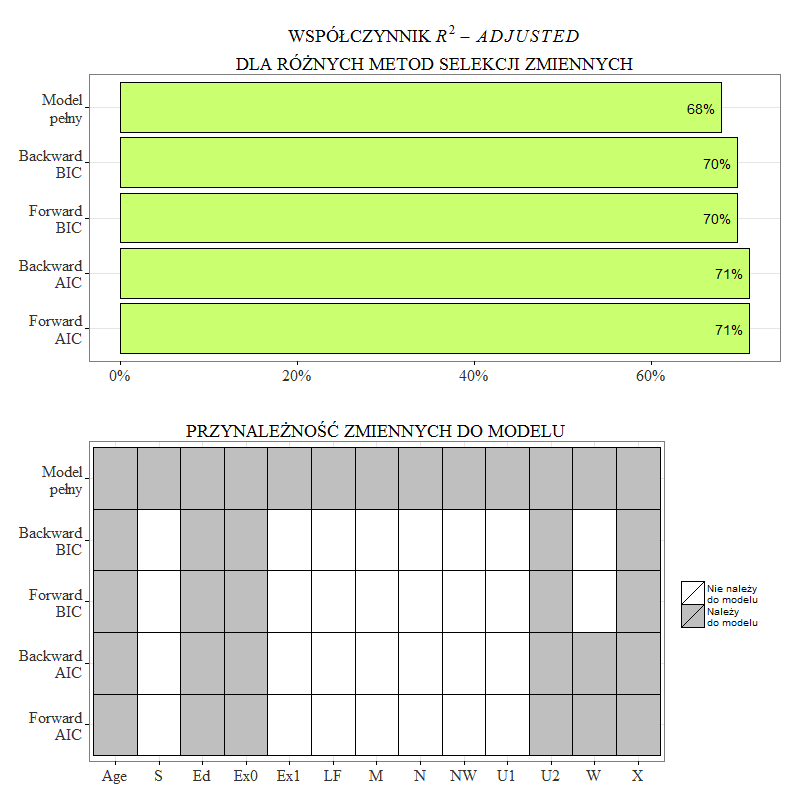 WSPÓŁCZYNNIK R² – ADJUSTED
DLA RÓŻNYCH METOD SELEKCJI ZMIENNYCH
Model
pełny
68%
Backward
BIC
70%
Forward
BIC
70%
Backward
AIC
71%
Forward
AIC
71%
0% 20% 40% 60%
PRZYNALEŻNOŚĆ ZMIENNYCH DO MODELU
Model
pełny
Backward
BIC
Forward
BIC
Backward
AIC
Forward
AIC
Age S Ed Ex0 Ex1 LF M N NW U1 U2 W X
Nie należy
do modelu
Należy
do modelu